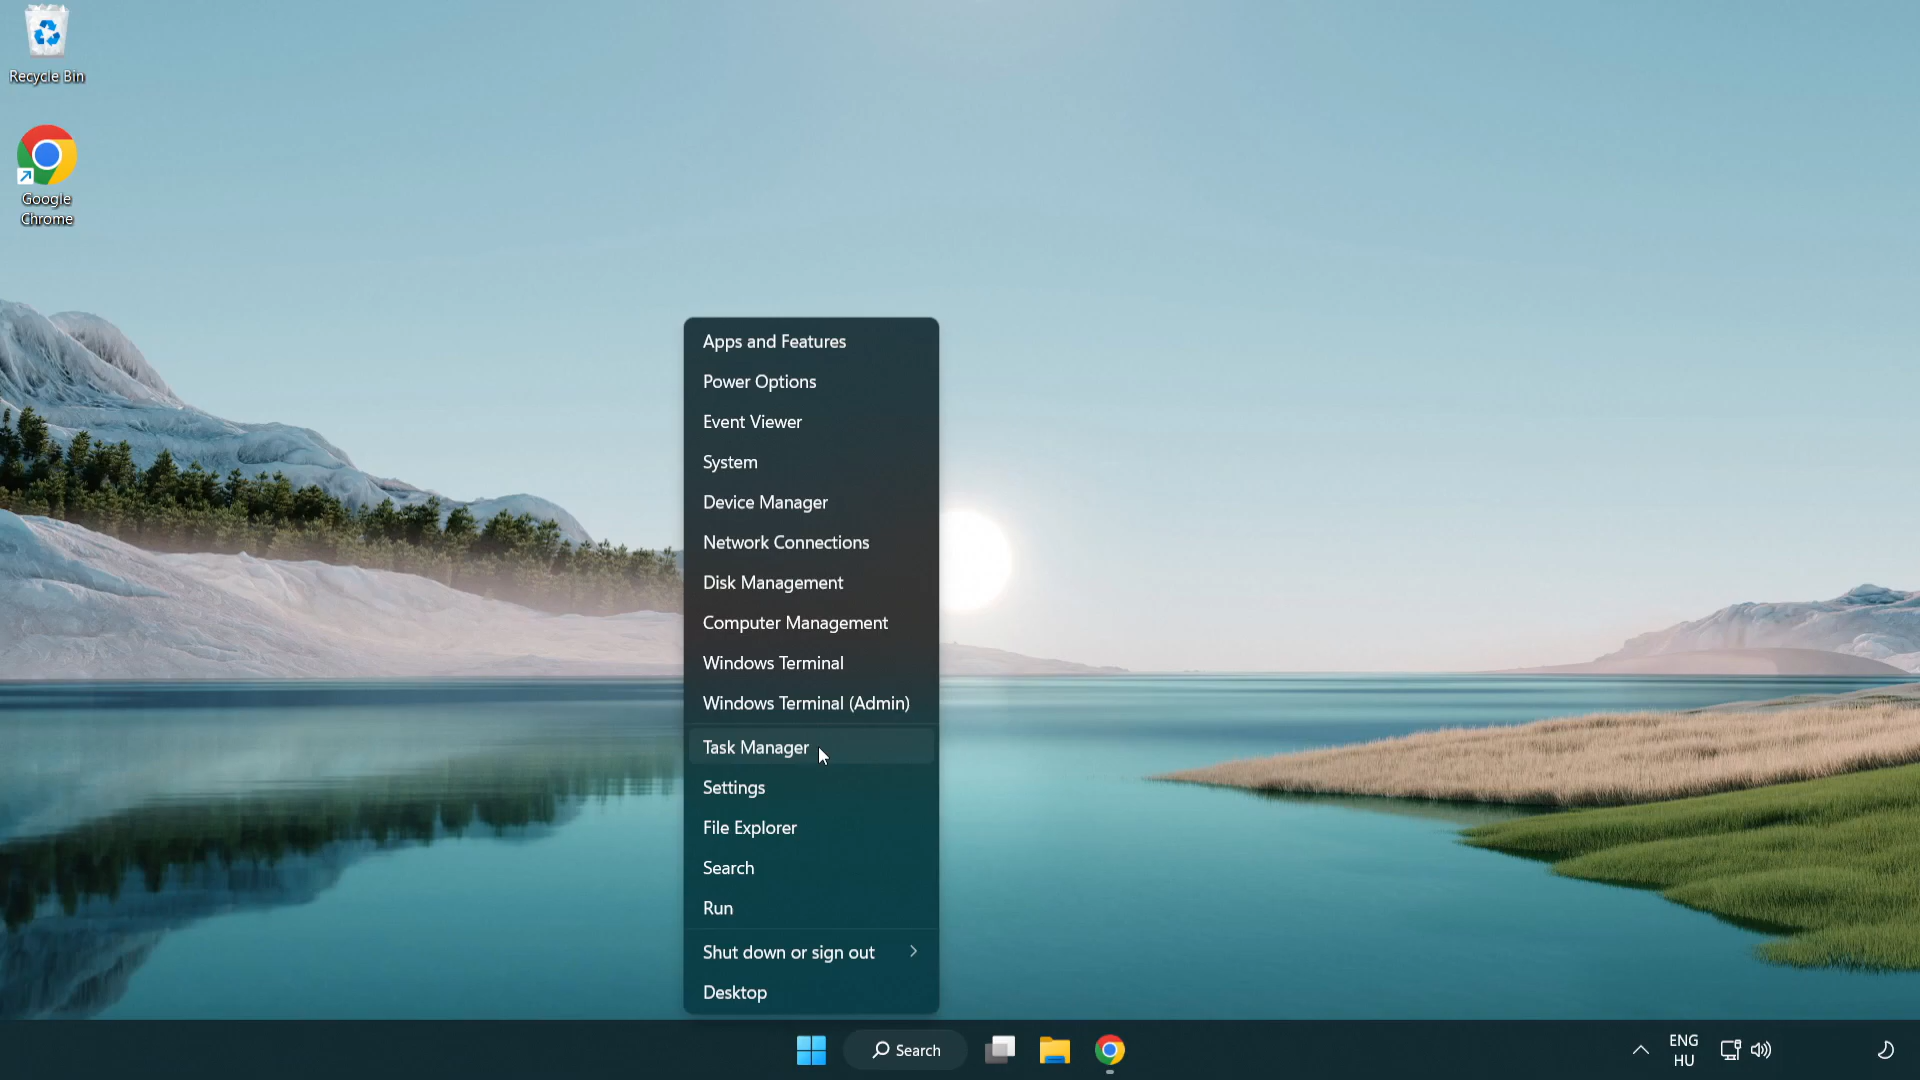 Recycle Bin
Google
Chrome
Apps and Features
Power Options
Event Viewer
System
Device Manager
Network Connections
Disk Management
Computer Management
Windows Terminal
Windows Terminal (Admin)
Task Manager
Settings
File Explorer
Search
Run
Shut down or sign out
Desktop
Search
ENG
HU